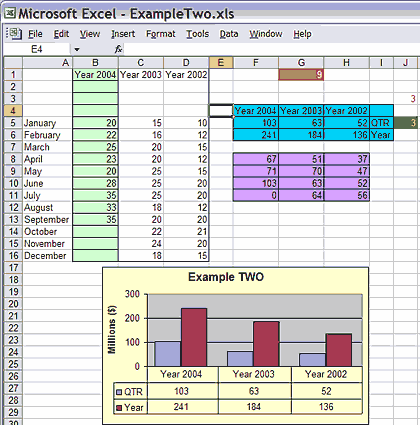 Microsoft Excel - ExampleTwo.xls
File Edit View Insert Format Tools Data Window Help
E4 fx
A B C D E F G H I J
1 Year 2004 Year 2003 Year 2002 9
2
3 3
4 Year 2004 Year 2003 Year 2002
5 January 20 15 10 103 63 52 QTR 3
6 February 22 16 12 241 184 136 Year
7 March 25 20 15
8 April 23 20 12 67 51 37
9 May 20 25 15 71 70 47
10 June 28 25 20 103 63 52
11 July 35 25 20 0 64 56
12 August 33 18 12
13 September 35 20 20
14 October 22 21
15 November 24 20
16 December 18 15
17
18 Example TWO
19
20 300
21
22 200
23 Millions ($)
24 100
25 0
26 Year 2004 Year 2003 Year 2002
27 QTR 103 63 52
28 Year 241 184 136
29
30